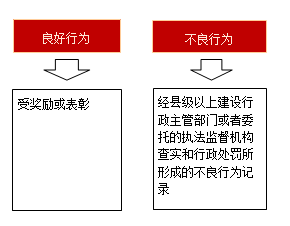 良好行为
不良行为
受奖励或表彰
经县级以上建设行
政主管部门或者委
托的执法监督机构
查实和行政处罚所
形成的不良行为记
录